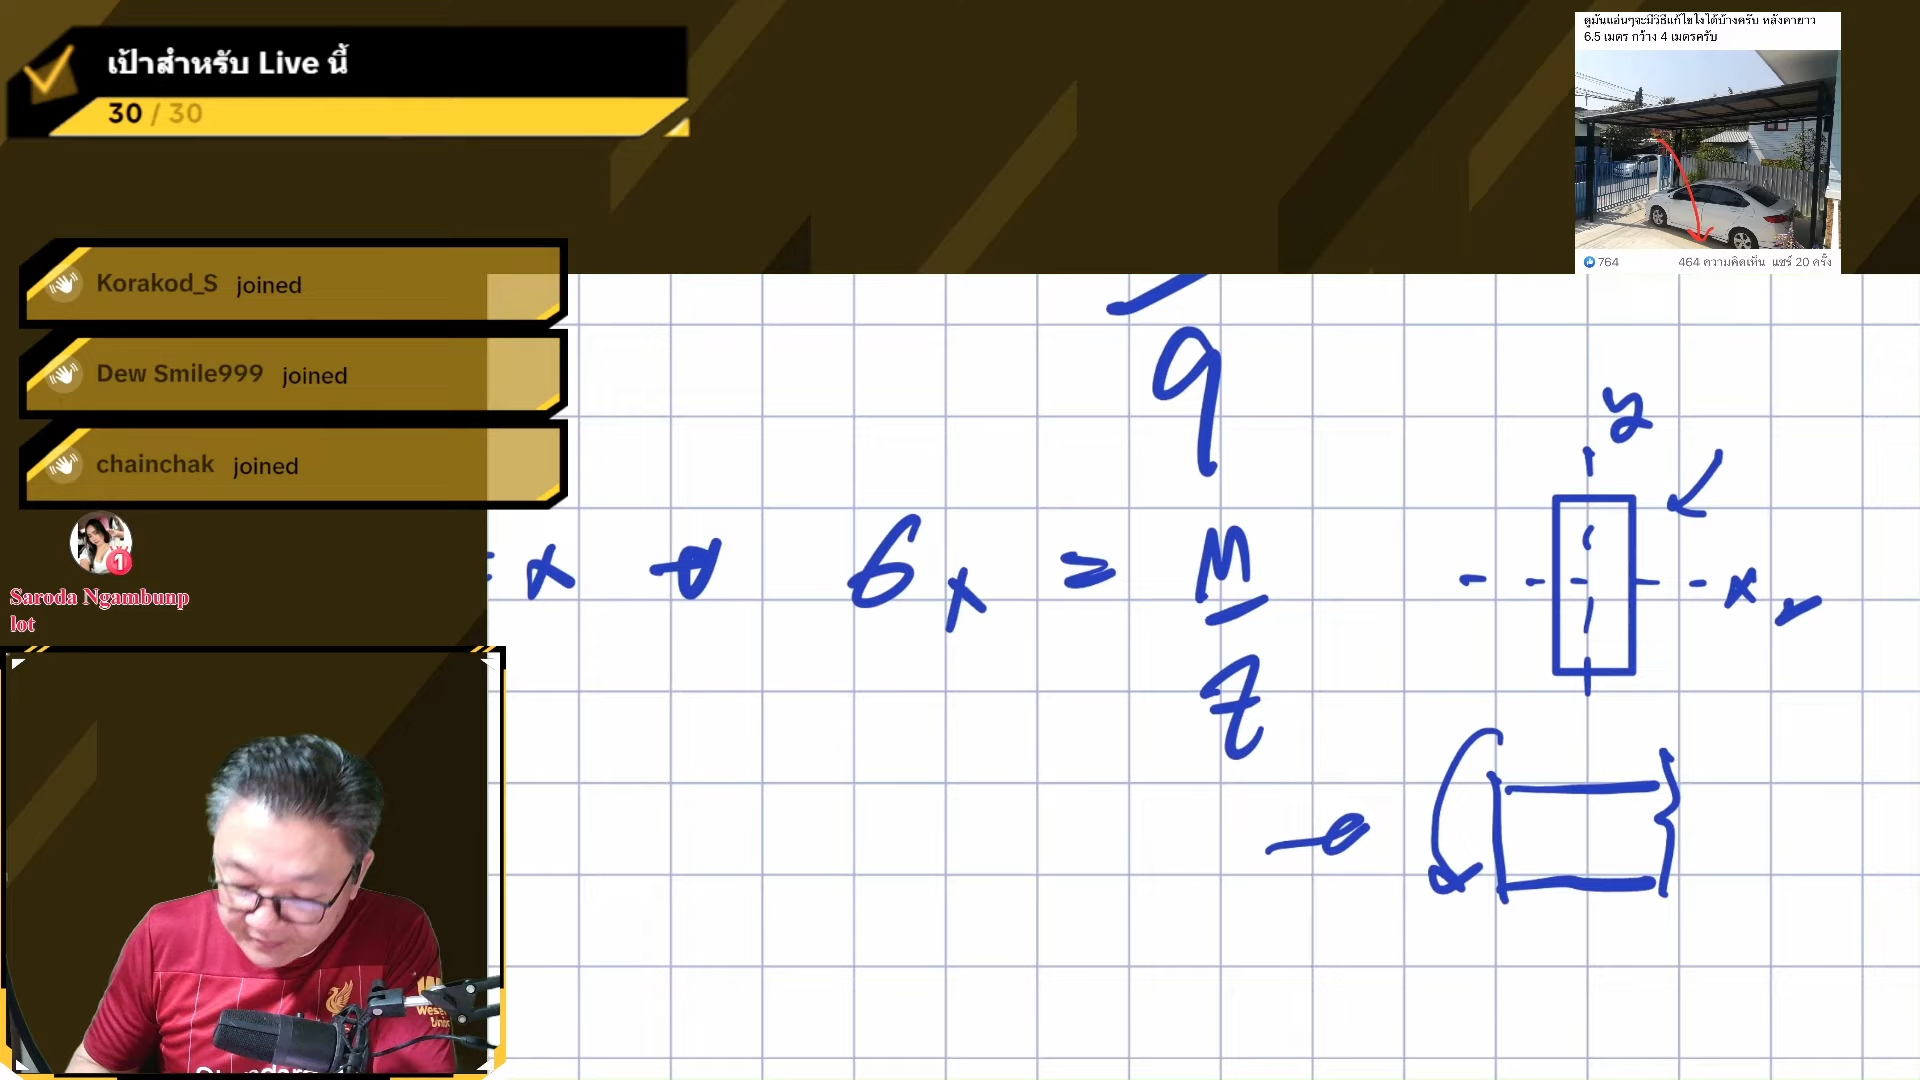 เป้าสำหรับ Live นี้
30 / 30
ดูมันแอ่นๆจะมีวิธีแก้ไขไงได้บ้างครับ หลังคายาว
6.5 เมตร กว้าง 4 เมตรครับ
764
464 ความคิดเห็น แชร์ 20 ครั้ง
Korakod_S joined
Dew Smile999 joined
chainchak joined
1
Saroda Ngambunp
lot
9
y
x
σx = M
Z
x